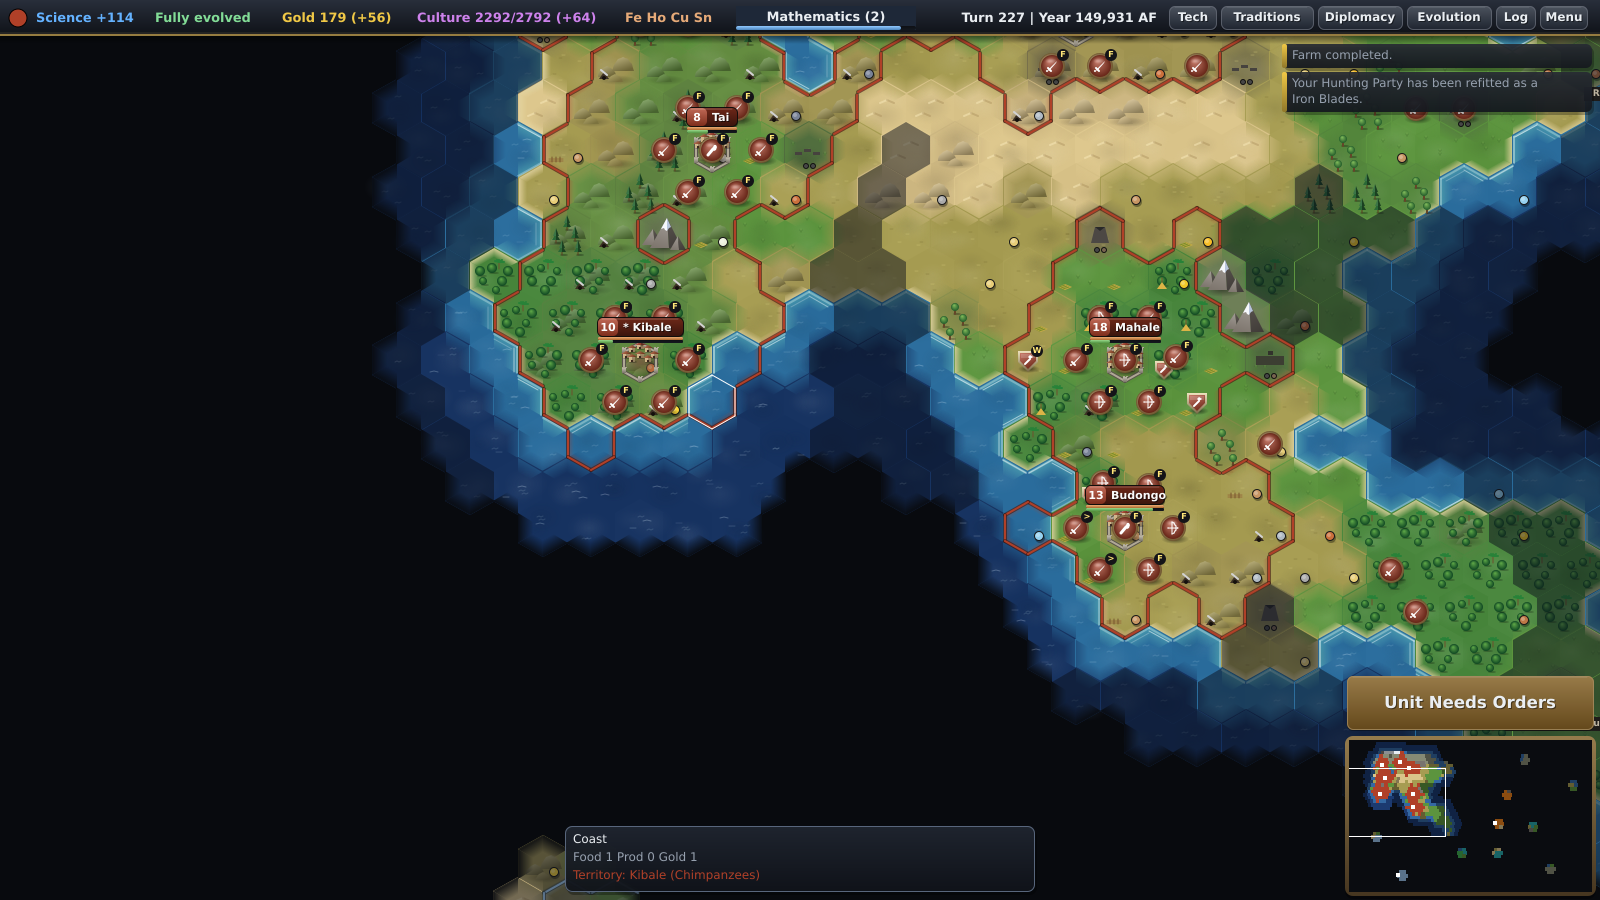 Science +114
Fully evolved
Gold 179 (+56)
Culture 2292/2792 (+64)
Fe Ho Cu Sn
Mathematics (2)
Turn 227 | Year 149,931 AF
Tech
Traditions
Diplomacy
Evolution
Log
Menu
Farm completed.
Your Hunting Party has been refitted as a
Iron Blades.
8 Tai
10 * Kibale
18 Mahale
13 Budongo
Unit Needs Orders
Coast
Food 1 Prod 0 Gold 1
Territory: Kibale (Chimpanzees)